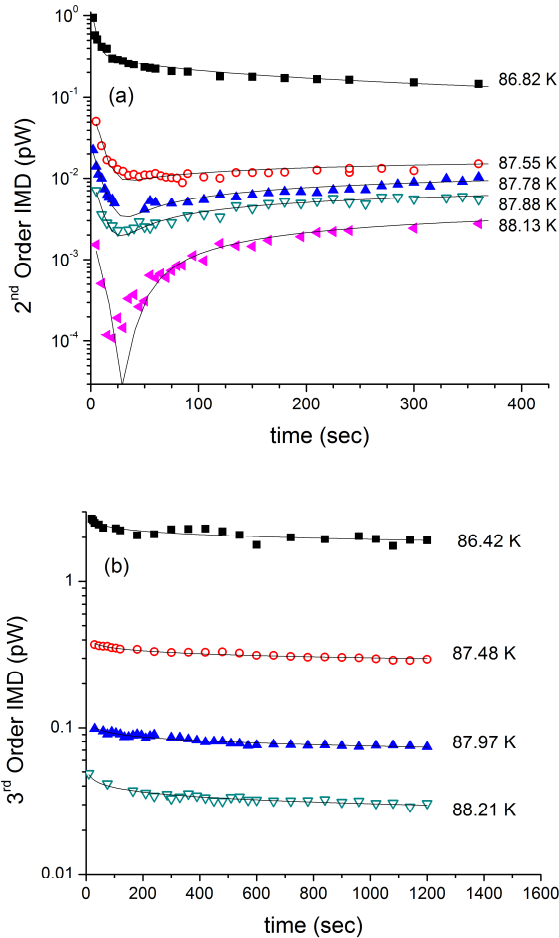 10^0
10^-1
10^-2
10^-3
10^-4
2nd Order IMD (pW)
(a)
86.82 K
87.55 K
87.78 K
87.88 K
88.13 K
0 100 200 300 400
time (sec)
1
0.1
0.01
3rd Order IMD (pW)
(b)
86.42 K
87.48 K
87.97 K
88.21 K
0 200 400 600 800 1000 1200 1400 1600
time (sec)